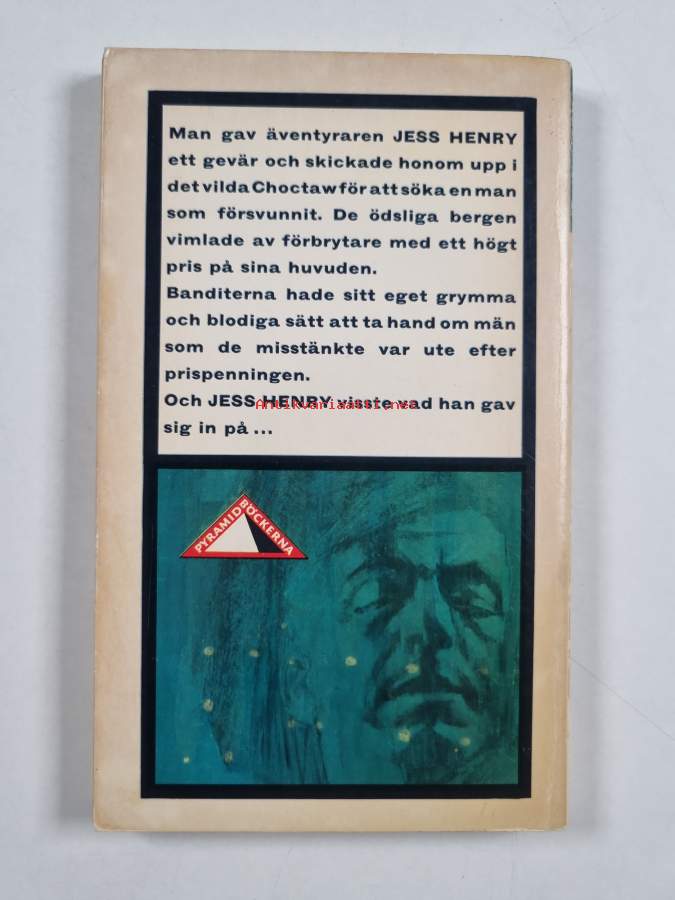 Man gav äventyraren JESS HENRY
ett gevär och skickade honom upp i
det vilda Choctaw för att söka en man
som försvunnit. De ödsliga bergen
vimlade av förbrytare med ett högt
pris på sina huvuden.
Banditerna hade sitt eget grymma
och blodiga sätt att ta hand om män
som de misstänkte var ute efter
prispenningen.
Och JESS HENRY visste vad han gav
Antikvariaatti.net
sig in på ...
PYRAMIDBÖCKERNA